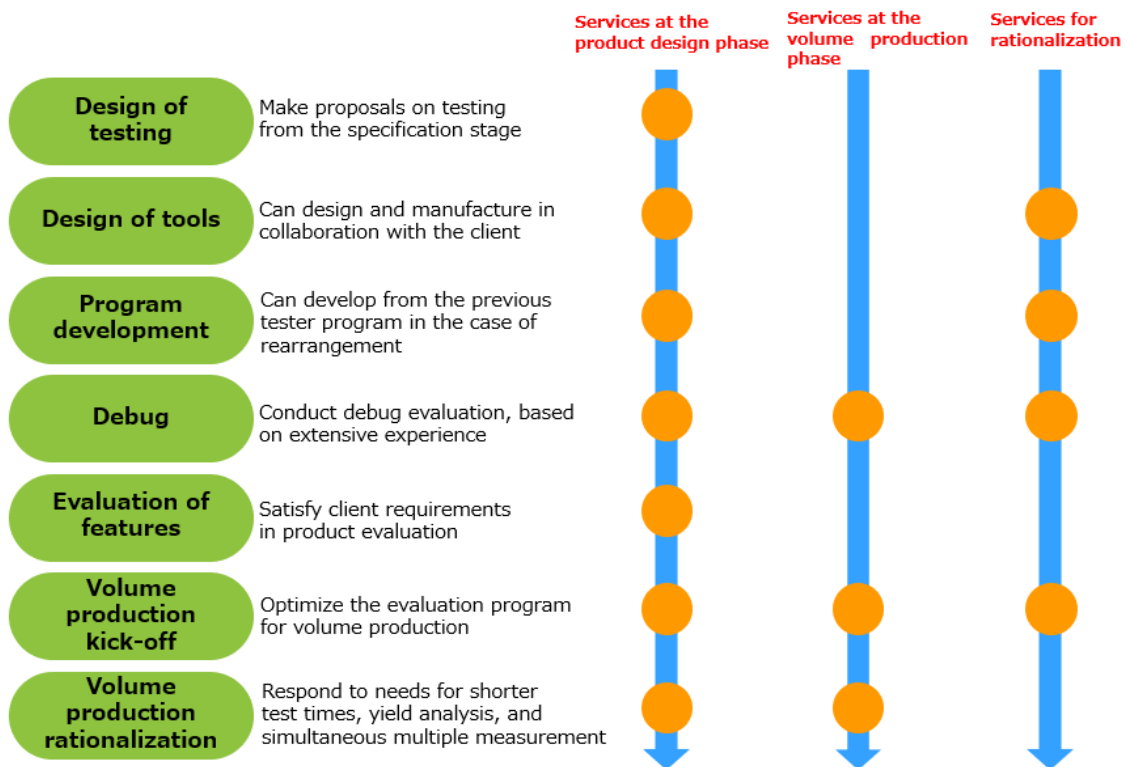 Services at the
product design phase
Services at the
volume production
phase
Services for
rationalization
Design of
testing
Make proposals on testing
from the specification stage
Design of tools
Can design and manufacture in
collaboration with the client
Program
development
Can develop from the previous
tester program in the case of
rearrangement
Debug
Conduct debug evaluation, based
on extensive experience
Evaluation of
features
Satisfy client requirements
in product evaluation
Volume
production
kick-off
Optimize the evaluation program
for volume production
Volume
production
rationalization
Respond to needs for shorter
test times, yield analysis, and
simultaneous multiple measurement